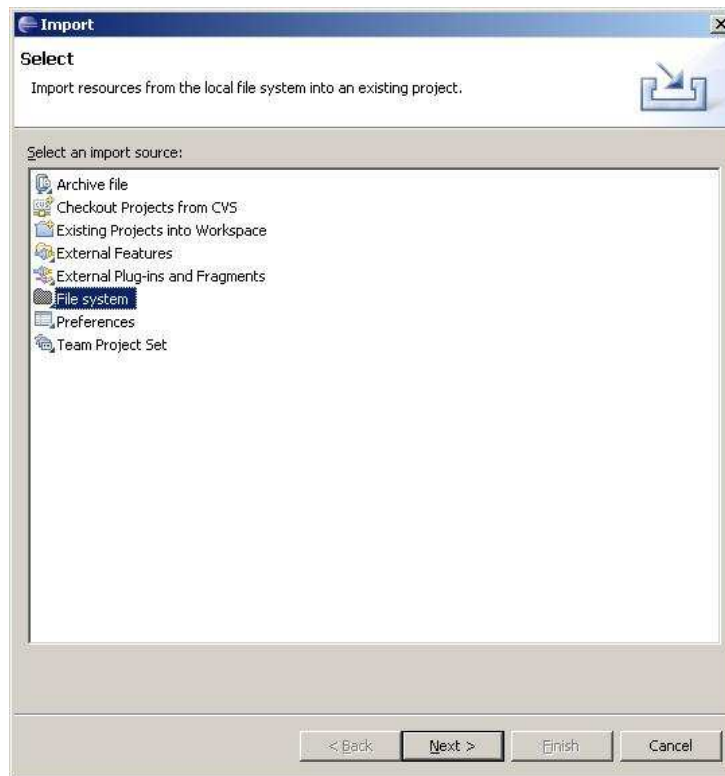 Import
Select
Import resources from the local file system into an existing project.
Select an import source:
Archive file
Checkout Projects from CVS
Existing Projects into Workspace
External Features
External Plug-ins and Fragments
File system
Preferences
Team Project Set
< Back Next > Finish Cancel